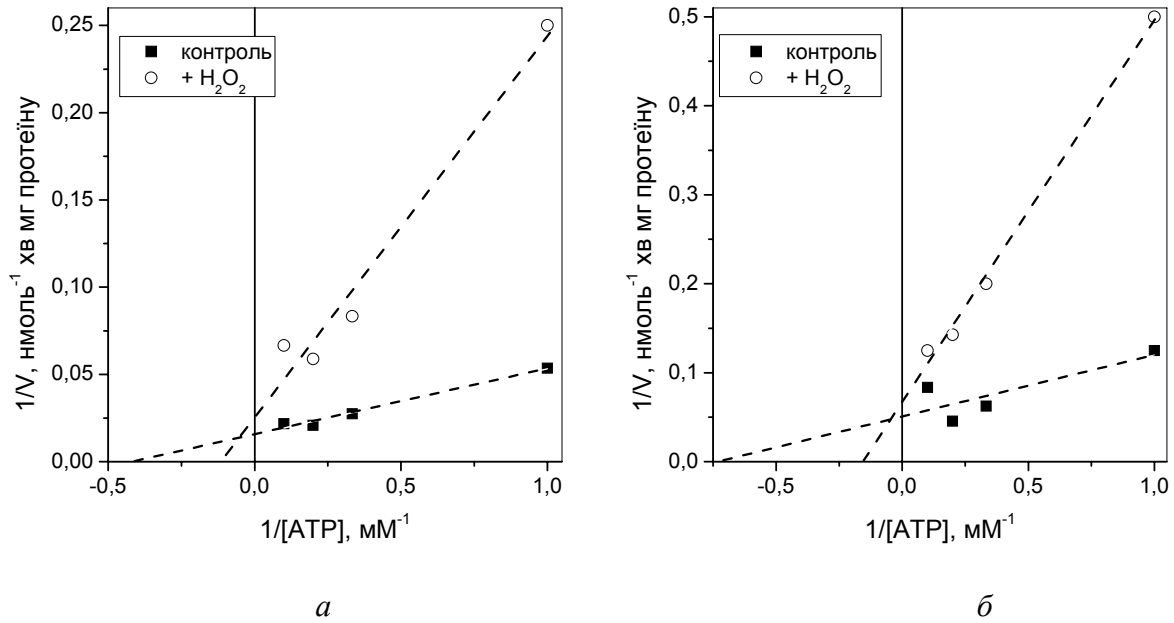 0,25
0,20
0,15
0,10
0,05
0,00
-0,5
0,0
0,5
1,0
1/V, нмоль⁻¹ хв мг протеїну
1/[ATP], мМ⁻¹
контроль
+ H₂O₂
а
0,5
0,4
0,3
0,2
0,1
0,0
-0,5
0,0
0,5
1,0
1/V, нмоль⁻¹ хв мг протеїну
1/[ATP], мМ⁻¹
контроль
+ H₂O₂
б